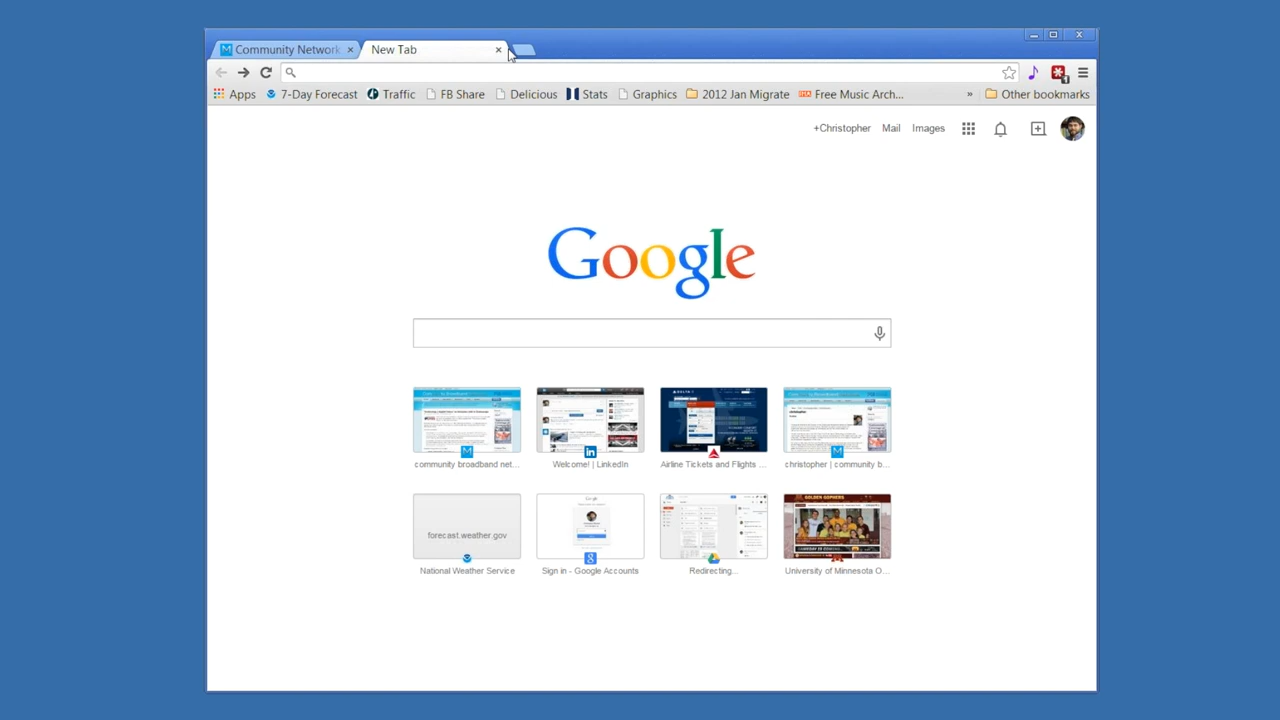 Community Network
New Tab
Apps
7-Day Forecast
Traffic
FB Share
Delicious
Stats
Graphics
2012 Jan Migrate
Free Music Arch...
»
Other bookmarks
+Christopher
Mail
Images
Google
community broadband net...
Welcome! | LinkedIn
Airline Tickets and Flights ...
christopher | community b...
forecast.weather.gov
National Weather Service
Sign in - Google Accounts
Redirecting...
GOLDEN GOPHERS
University of Minnesota O...